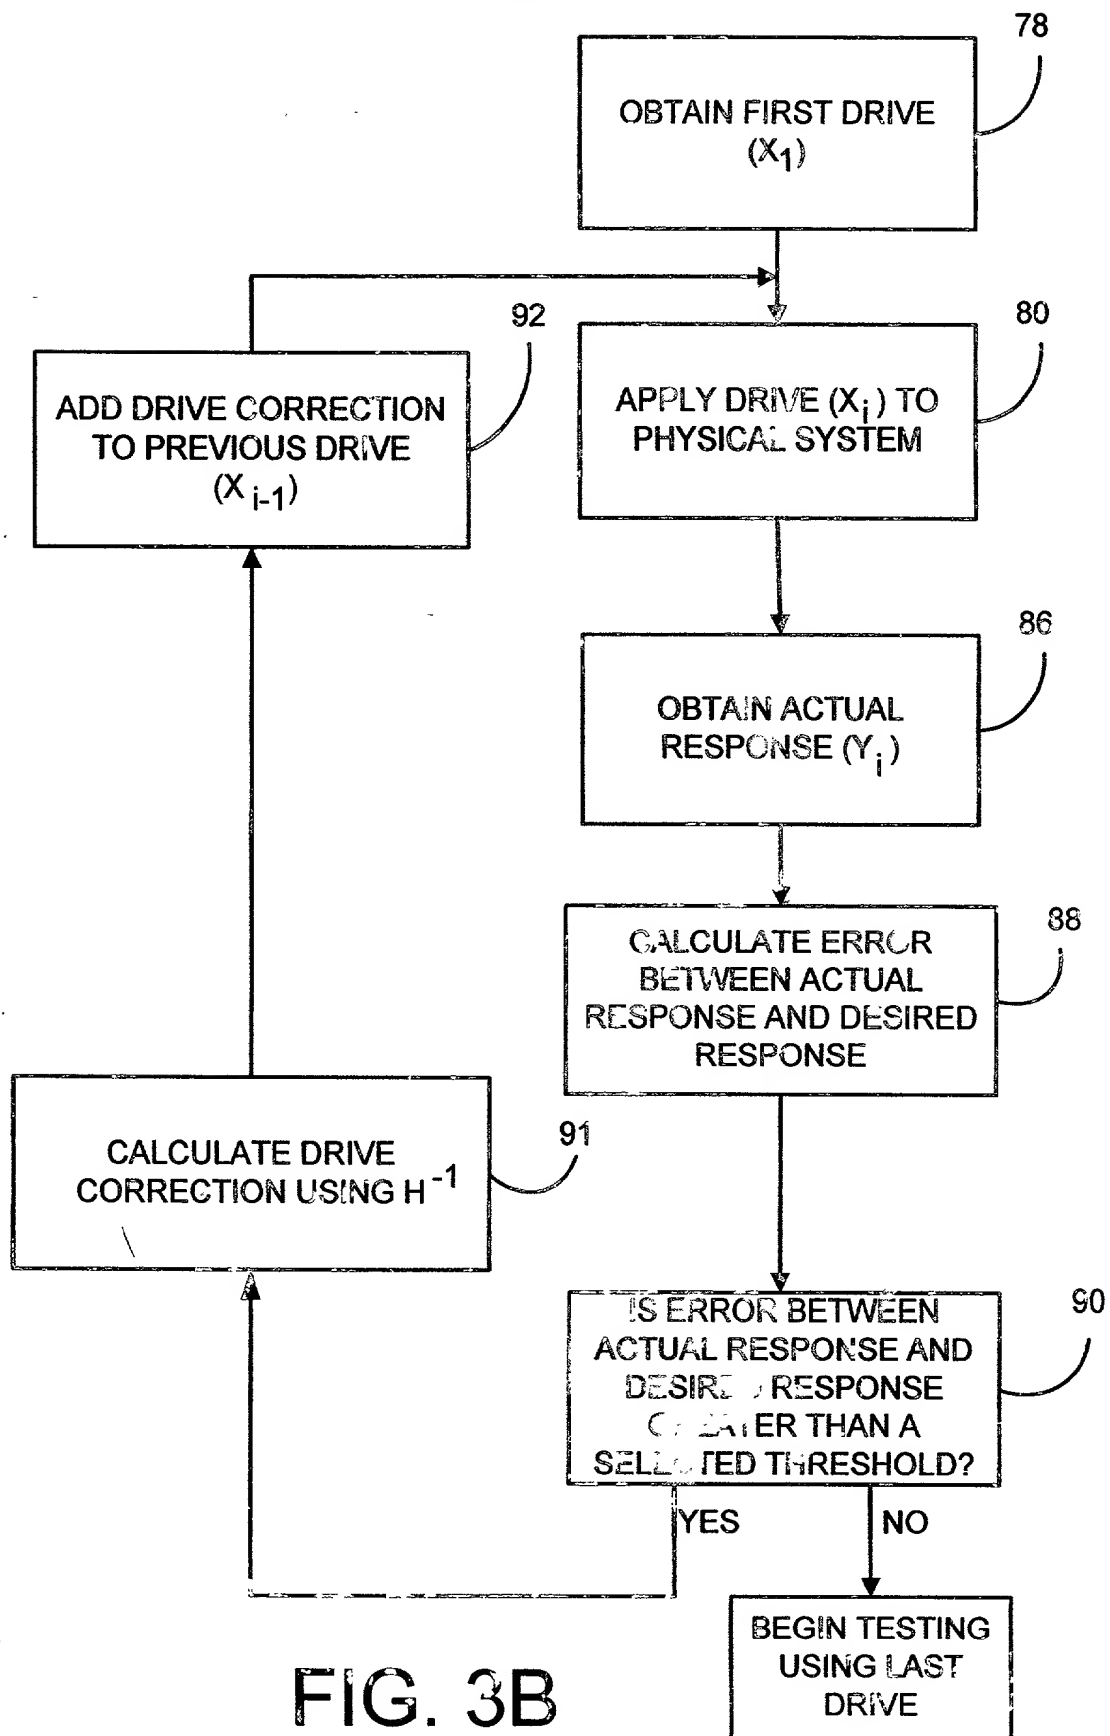 78
OBTAIN FIRST DRIVE
(X1)
92
80
ADD DRIVE CORRECTION
TO PREVIOUS DRIVE
(X i-1)
APPLY DRIVE (Xi) TO
PHYSICAL SYSTEM
86
OBTAIN ACTUAL
RESPONSE (Yi)
88
CALCULATE ERROR
BETWEEN ACTUAL
RESPONSE AND DESIRED
RESPONSE
91
CALCULATE DRIVE
CORRECTION USING H-1
90
IS ERROR BETWEEN
ACTUAL RESPONSE AND
DESIRED RESPONSE
GREATER THAN A
SELECTED THRESHOLD?
YES
NO
BEGIN TESTING
USING LAST
DRIVE
FIG. 3B